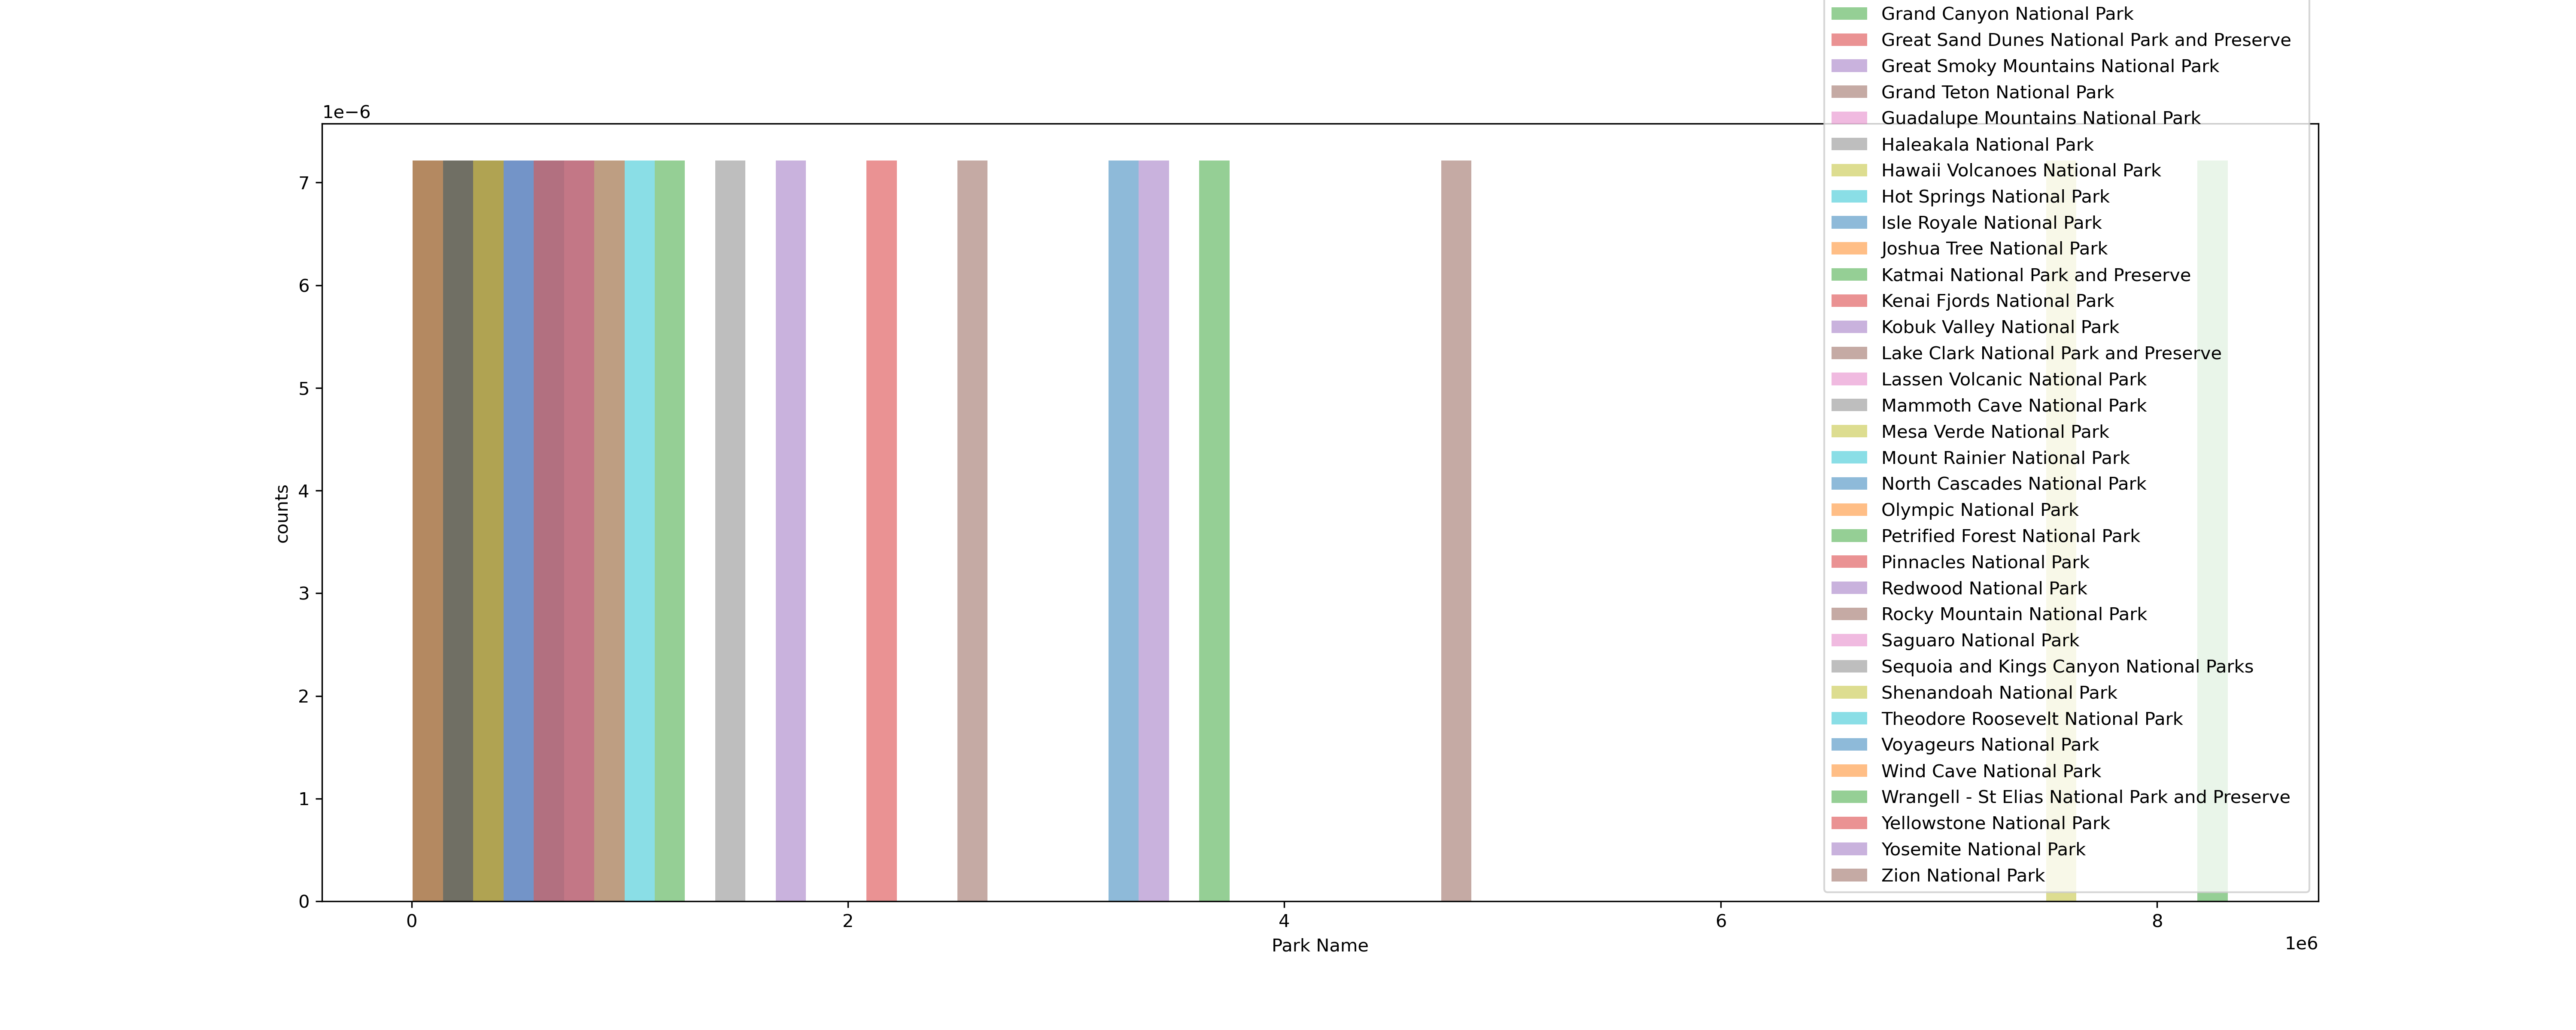 Grand Canyon National Park
Great Sand Dunes National Park and Preserve
Great Smoky Mountains National Park
Grand Teton National Park
Guadalupe Mountains National Park
Haleakala National Park
Hawaii Volcanoes National Park
Hot Springs National Park
Isle Royale National Park
Joshua Tree National Park
Katmai National Park and Preserve
Kenai Fjords National Park
Kobuk Valley National Park
Lake Clark National Park and Preserve
Lassen Volcanic National Park
Mammoth Cave National Park
Mesa Verde National Park
Mount Rainier National Park
North Cascades National Park
Olympic National Park
Petrified Forest National Park
Pinnacles National Park
Redwood National Park
Rocky Mountain National Park
Saguaro National Park
Sequoia and Kings Canyon National Parks
Shenandoah National Park
Theodore Roosevelt National Park
Voyageurs National Park
Wind Cave National Park
Wrangell - St Elias National Park and Preserve
Yellowstone National Park
Yosemite National Park
Zion National Park
1e−6
7
6
5
4
3
2
1
0
counts
0 2 4 6 8
1e6
Park Name